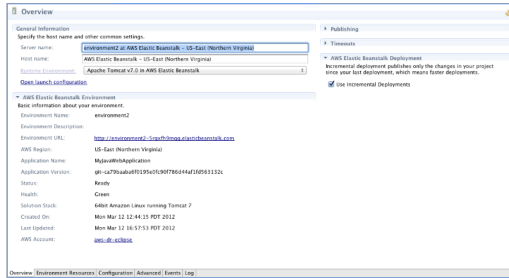 Overview
General Information
Specify the host name and other common settings.
Server name: environment2 at AWS Elastic Beanstalk - US-East (Northern Virginia)
Host name: AWS Elastic Beanstalk - US-East (Northern Virginia)
Runtime Environment: Apache Tomcat v7.0 in AWS Elastic Beanstalk
Open launch configuration
AWS Elastic Beanstalk Environment
Basic information about your environment.
Environment Name: environment2
Environment Description:
Environment URL:
AWS Region: US-East (Northern Virginia)
Application Name: MyJavaWebApplication
Application Version:
Status: Ready
Health: Green
Solution Stack: 64bit Amazon Linux running Tomcat 7
Created On: Mon Mar 12 12:44:15 PDT 2012
Last Updated: Mon Mar 12 16:57:53 PDT 2012
AWS Account: aws-dr-eclipse
Publishing
Timeouts
AWS Elastic Beanstalk Deployment
Incremental deployment publishes only the changes in your project
since your last deployment, which means faster deployments.
Use Incremental Deployments
Overview Environment Resources Configuration Advanced Events Log